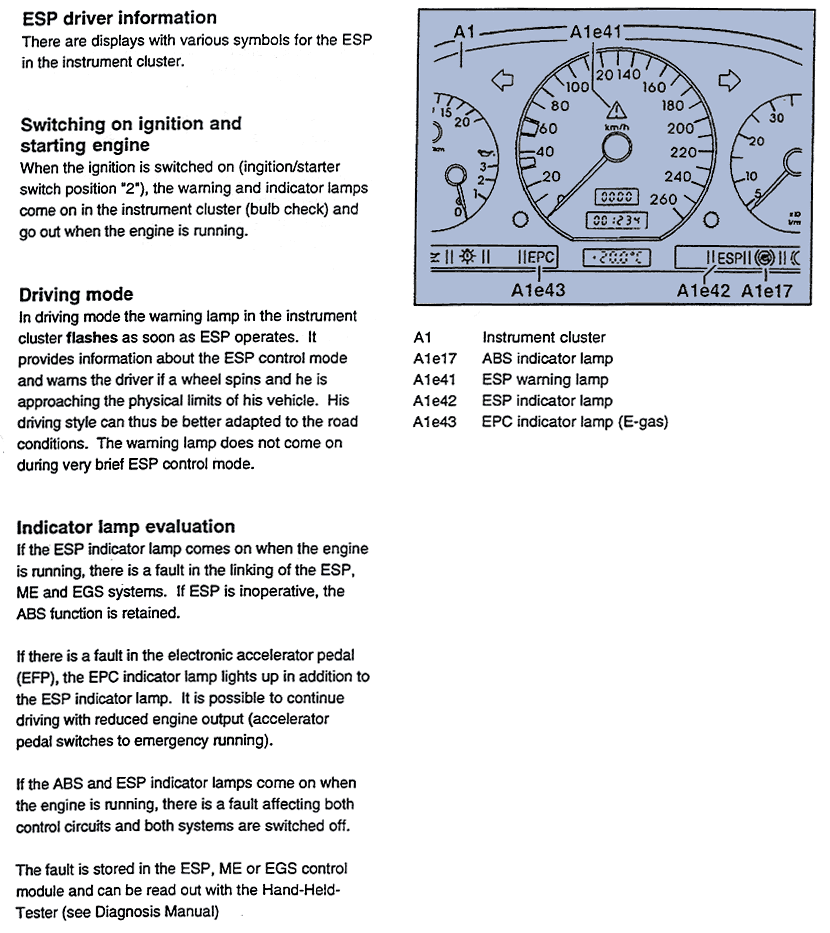 ESP driver information
There are displays with various symbols for the ESP
in the instrument cluster.
Switching on ignition and
starting engine
When the ignition is switched on (ingition/starter
switch position "2"), the warning and indicator lamps
come on in the instrument cluster (bulb check) and
go out when the engine is running.
Driving mode
In driving mode the warning lamp in the instrument
cluster flashes as soon as ESP operates. It
provides information about the ESP control mode
and warns the driver if a wheel spins and he is
approaching the physical limits of his vehicle. His
driving style can thus be better adapted to the road
conditions. The warning lamp does not come on
during very brief ESP control mode.
Indicator lamp evaluation
If the ESP indicator lamp comes on when the engine
is running, there is a fault in the linking of the ESP,
ME and EGS systems. If ESP is inoperative, the
ABS function is retained.
If there is a fault in the electronic accelerator pedal
(EFP), the EPC indicator lamp lights up in addition to
the ESP indicator lamp. It is possible to continue
driving with reduced engine output (accelerator
pedal switches to emergency running).
If the ABS and ESP indicator lamps come on when
the engine is running, there is a fault affecting both
control circuits and both systems are switched off.
The fault is stored in the ESP, ME or EGS control
module and can be read out with the Hand-Held-
Tester (see Diagnosis Manual)
A1 A1e41
15 20 3 2 1 0
0 20 40 60 80 100 120 140 160 180 200 220 240 260
km/h
0000
001234
30 20 10 5
EPC -20.0°C ESP
A1e43 A1e42 A1e17
A1 Instrument cluster
A1e17 ABS indicator lamp
A1e41 ESP warning lamp
A1e42 ESP indicator lamp
A1e43 EPC indicator lamp (E-gas)